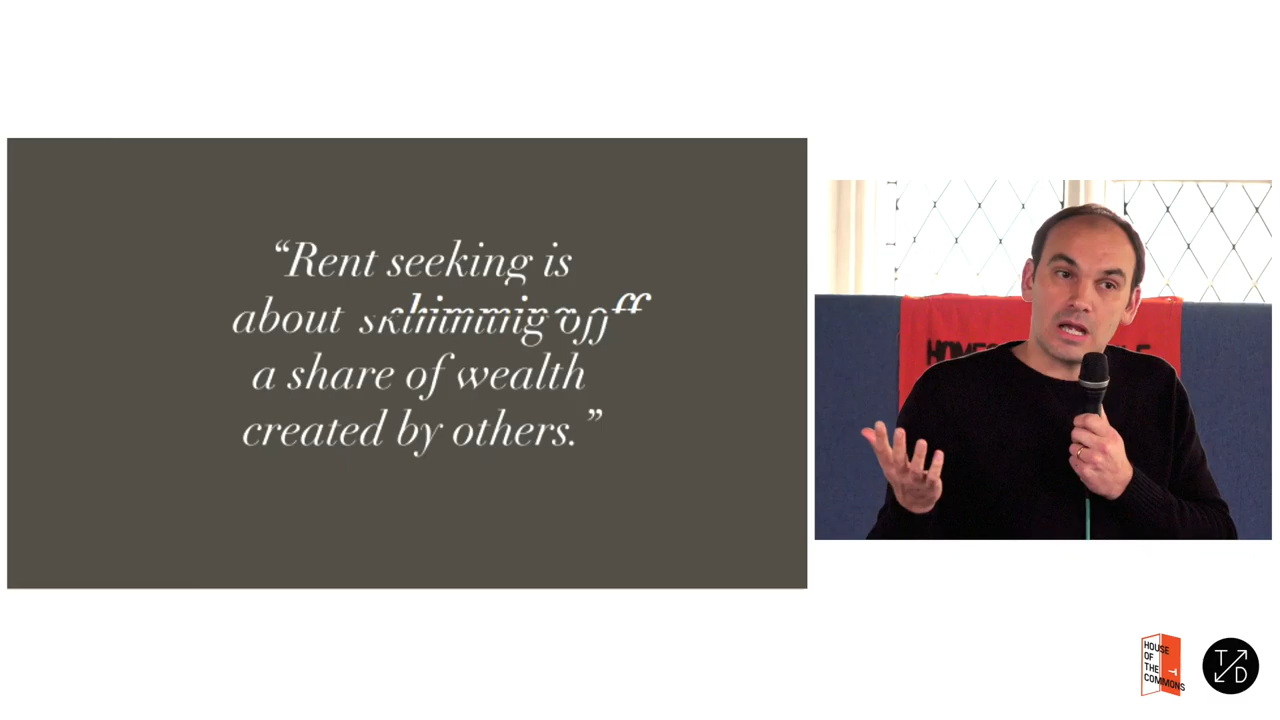 “Rent seeking is
about skimming off
a share of wealth
created by others.”
HOUSE
OF
THE
COMMONS
T
D